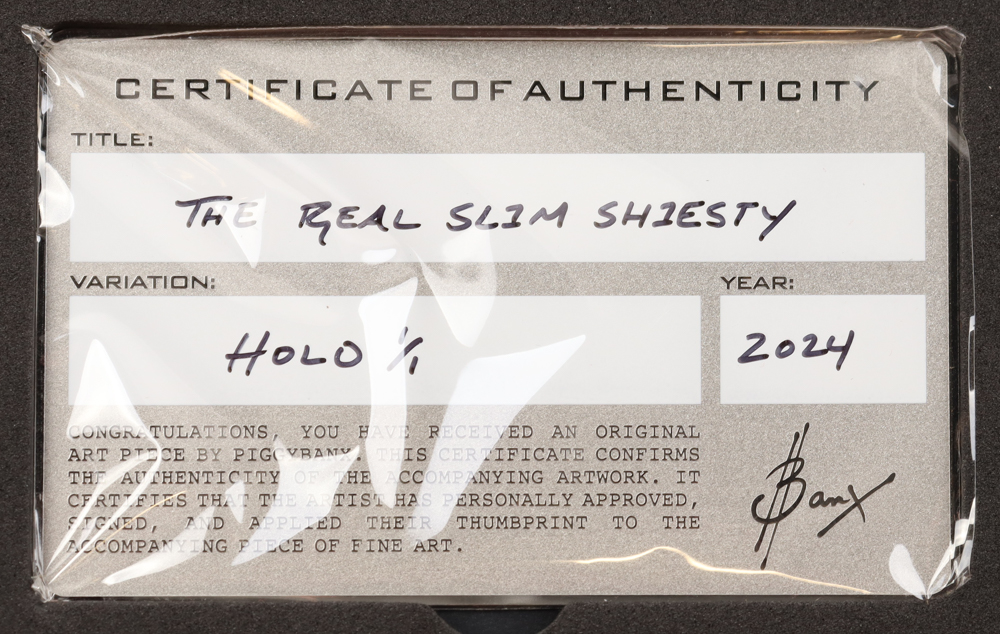 CERTIFICATE OF AUTHENTICITY
TITLE:
THE REAL SLIM SHIESTY
VARIATION:
YEAR:
HOLO 1/1
2024
CONGRATULATIONS, YOU HAVE RECEIVED AN ORIGINAL
ART PIECE BY PIGGYBANX. THIS CERTIFICATE CONFIRMS
THE AUTHENTICITY OF THE ACCOMPANYING ARTWORK. IT
CERTIFIES THAT THE ARTIST HAS PERSONALLY APPROVED,
SIGNED, AND APPLIED THEIR THUMBPRINT TO THE
ACCOMPANYING PIECE OF FINE ART.
Banx